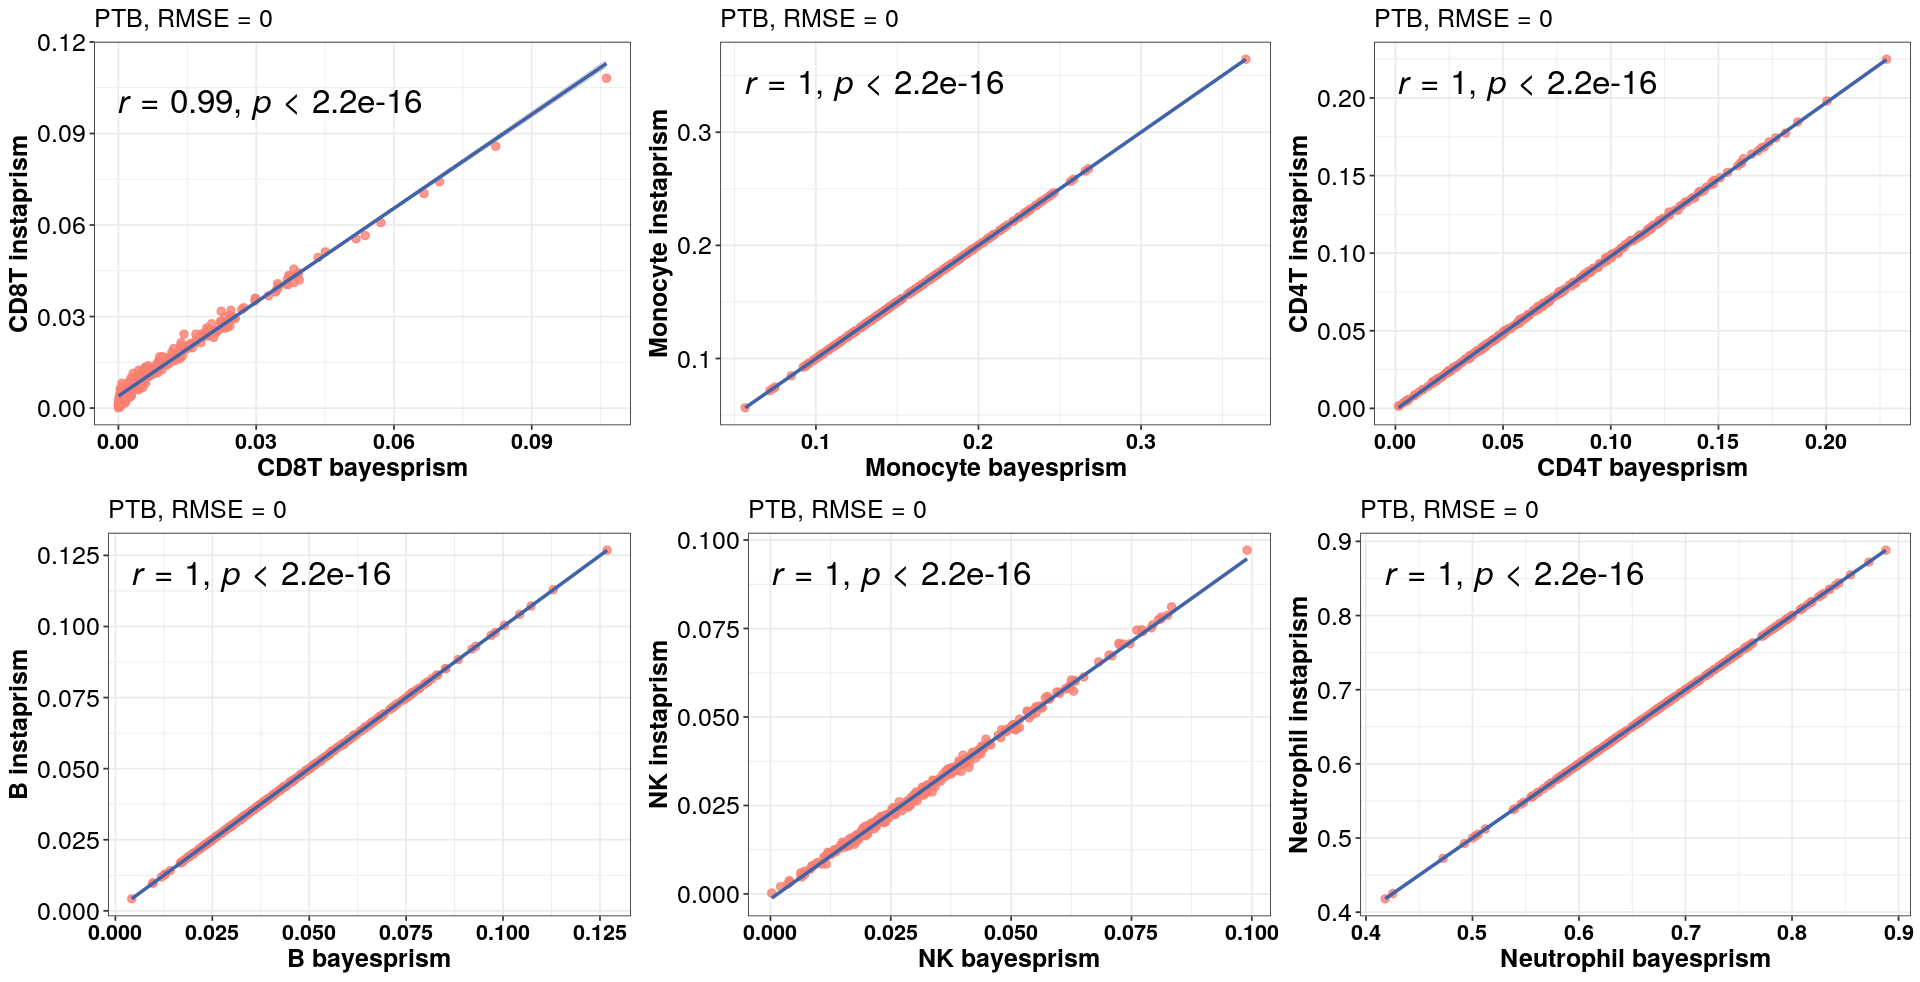 PTB, RMSE = 0
r = 0.99, p < 2.2e-16
CD8T instaprism
0.12
0.09
0.06
0.03
0.00
0.00 0.03 0.06 0.09
CD8T bayesprism
PTB, RMSE = 0
r = 1, p < 2.2e-16
Monocyte instaprism
0.3
0.2
0.1
0.1 0.2 0.3
Monocyte bayesprism
PTB, RMSE = 0
r = 1, p < 2.2e-16
CD4T instaprism
0.20
0.15
0.10
0.05
0.00
0.00 0.05 0.10 0.15 0.20
CD4T bayesprism
PTB, RMSE = 0
r = 1, p < 2.2e-16
B instaprism
0.125
0.100
0.075
0.050
0.025
0.000
0.000 0.025 0.050 0.075 0.100 0.125
B bayesprism
PTB, RMSE = 0
r = 1, p < 2.2e-16
NK instaprism
0.100
0.075
0.050
0.025
0.000
0.000 0.025 0.050 0.075 0.100
NK bayesprism
PTB, RMSE = 0
r = 1, p < 2.2e-16
Neutrophil instaprism
0.9
0.8
0.7
0.6
0.5
0.4
0.4 0.5 0.6 0.7 0.8 0.9
Neutrophil bayesprism